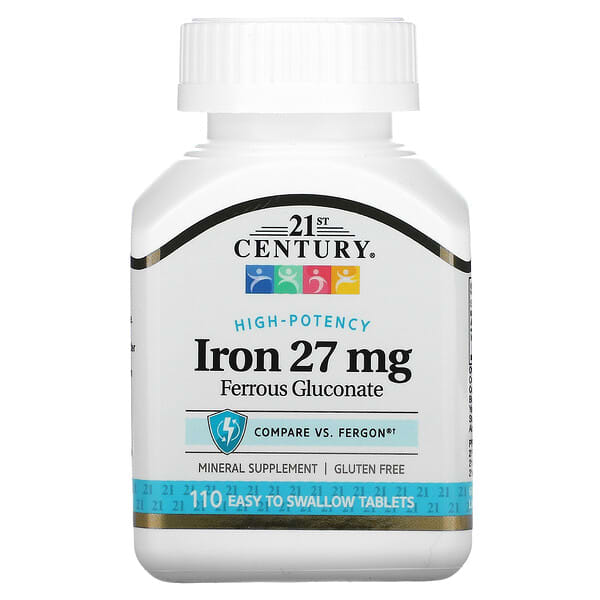 21ST
CENTURY®
HIGH-POTENCY
Iron 27 mg
Ferrous Gluconate
COMPARE VS. FERGON®†
MINERAL SUPPLEMENT | GLUTEN FREE
110 EASY TO SWALLOW TABLETS